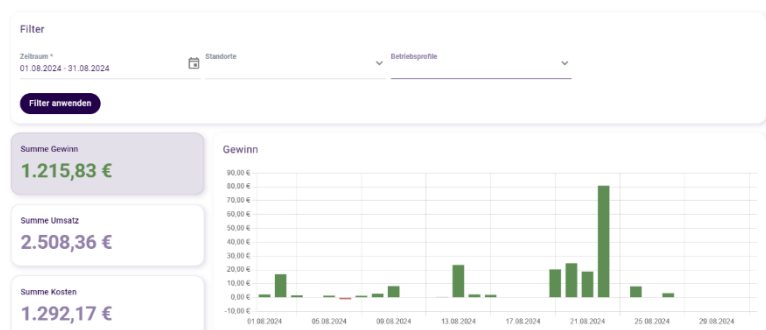 Filter
Zeitraum *
01.08.2024 - 31.08.2024
Standorte
Betriebsprofile
Filter anwenden
Summe Gewinn
1.215,83 €
Summe Umsatz
2.508,36 €
Summe Kosten
1.292,17 €
Gewinn
90,00 €
80,00 €
70,00 €
60,00 €
50,00 €
40,00 €
30,00 €
20,00 €
10,00 €
0,00 €
-10,00 €
01.08.2024 05.08.2024 09.08.2024 13.08.2024 17.08.2024 21.08.2024 25.08.2024 29.08.2024